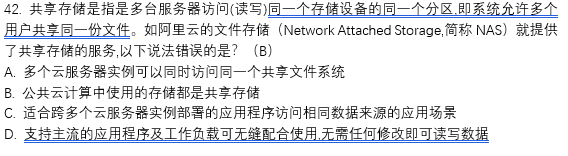 42. 共享存储是指是多台服务器访问(读写)同一个存储设备的同一个分区,即系统允许多个
用户共享同一份文件。如阿里云的文件存储（Network Attached Storage,简称 NAS）就提供
了共享存储的服务,以下说法错误的是？（B）
A. 多个云服务器实例可以同时访问同一个共享文件系统
B. 公共云计算中使用的存储都是共享存储
C. 适合跨多个云服务器实例部署的应用程序访问相同数据来源的应用场景
D. 支持主流的应用程序及工作负载可无缝配合使用,无需任何修改即可读写数据